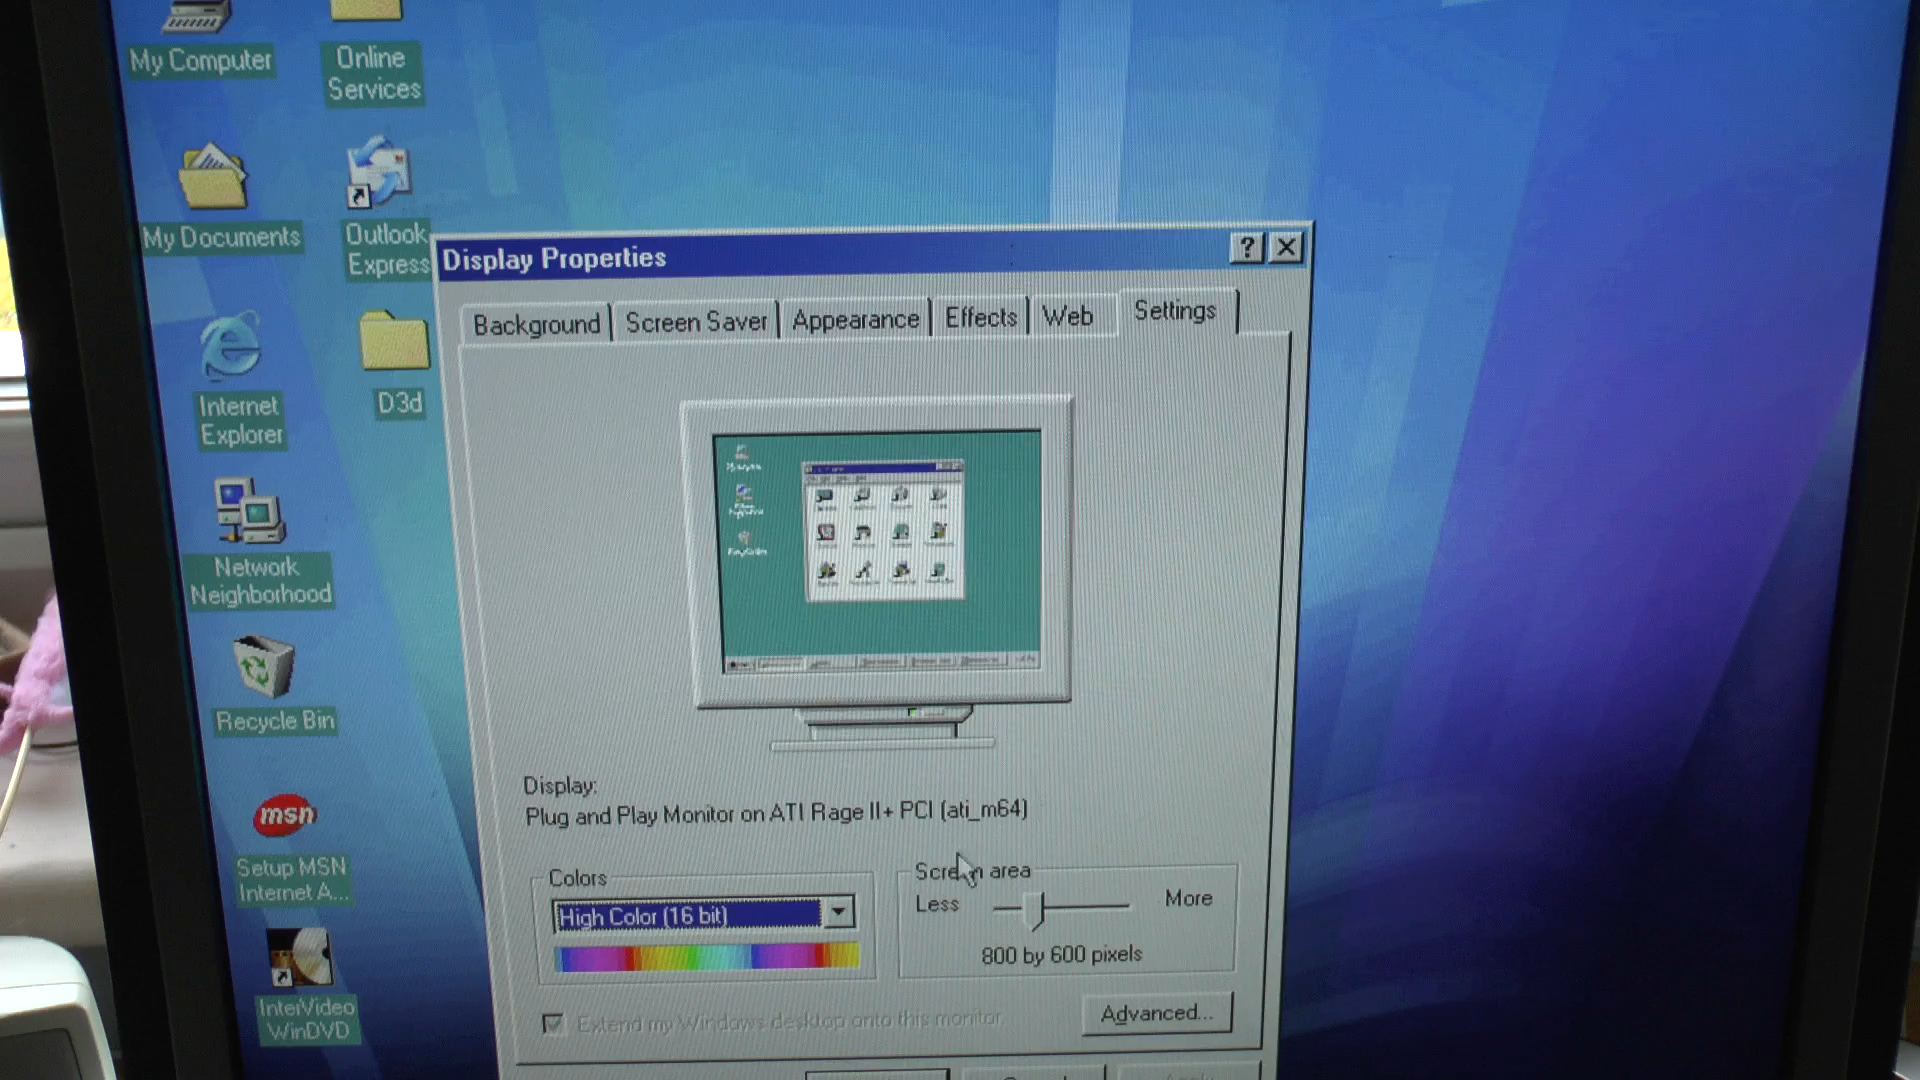 My Computer
Online
Services
My Documents
Outlook
Express
Internet
Explorer
D3d
Network
Neighborhood
Recycle Bin
msn
Setup MSN
Internet A...
InterVideo
WinDVD
Display Properties
?
Background
Screen Saver
Appearance
Effects
Web
Settings
Display:
Plug and Play Monitor on ATI Rage II+ PCI (ati_m64)
Colors
High Color (16 bit)
Screen area
Less
More
800 by 600 pixels
Extend my Windows desktop onto this monitor
Advanced...